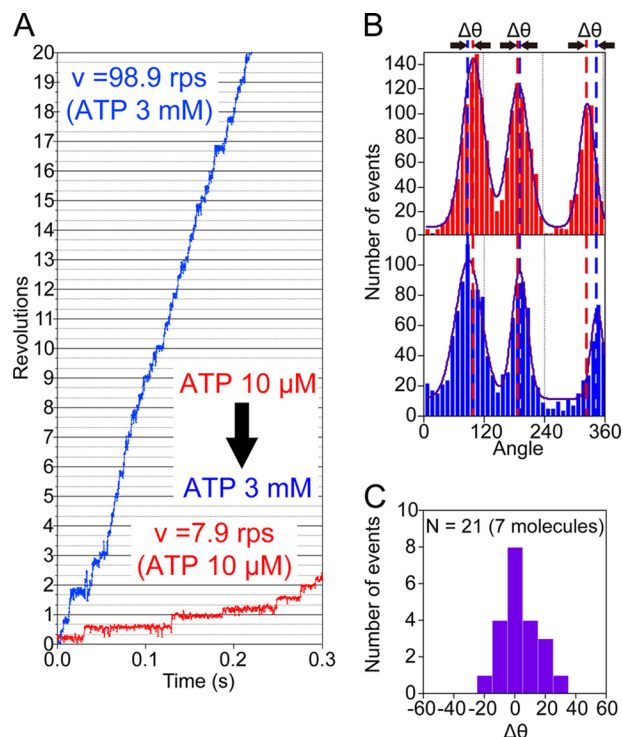 A
20
19
18
17
16
15
14
13
12
11
10
9
8
7
6
5
4
3
2
1
0
Revolutions
v =98.9 rps
(ATP 3 mM)
ATP 10 µM
ATP 3 mM
v=7.9 rps
(ATP 10 µM)
0.0 0.1 0.2 0.3
Time (s)
B
Δθ Δθ Δθ
140
120
100
80
60
40
20
0
100
80
60
40
20
0
Number of events
0 120 240 360
Angle
C
N = 21 (7 molecules)
10
8
6
4
2
0
Number of events
-60 -40 -20 0 20 40 60
Δθ